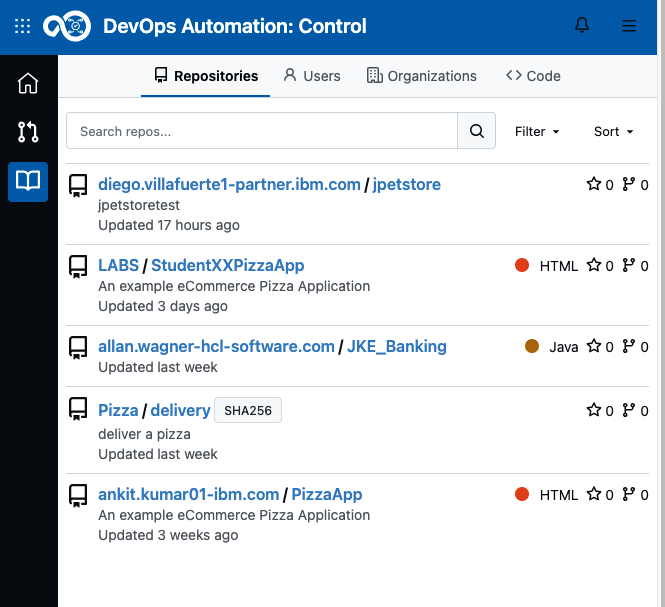 DevOps Automation: Control
Repositories Users Organizations Code
Search repos... Filter Sort
diego.villafuerte1-partner.ibm.com / jpetstore 0 0
jpetstoretest
Updated 17 hours ago
LABS / StudentXXPizzaApp HTML 0 0
An example eCommerce Pizza Application
Updated 3 days ago
allan.wagner-hcl-software.com / JKE_Banking Java 0 0
Updated last week
Pizza / delivery SHA256 0 0
deliver a pizza
Updated last week
ankit.kumar01-ibm.com / PizzaApp HTML 0 0
An example eCommerce Pizza Application
Updated 3 weeks ago